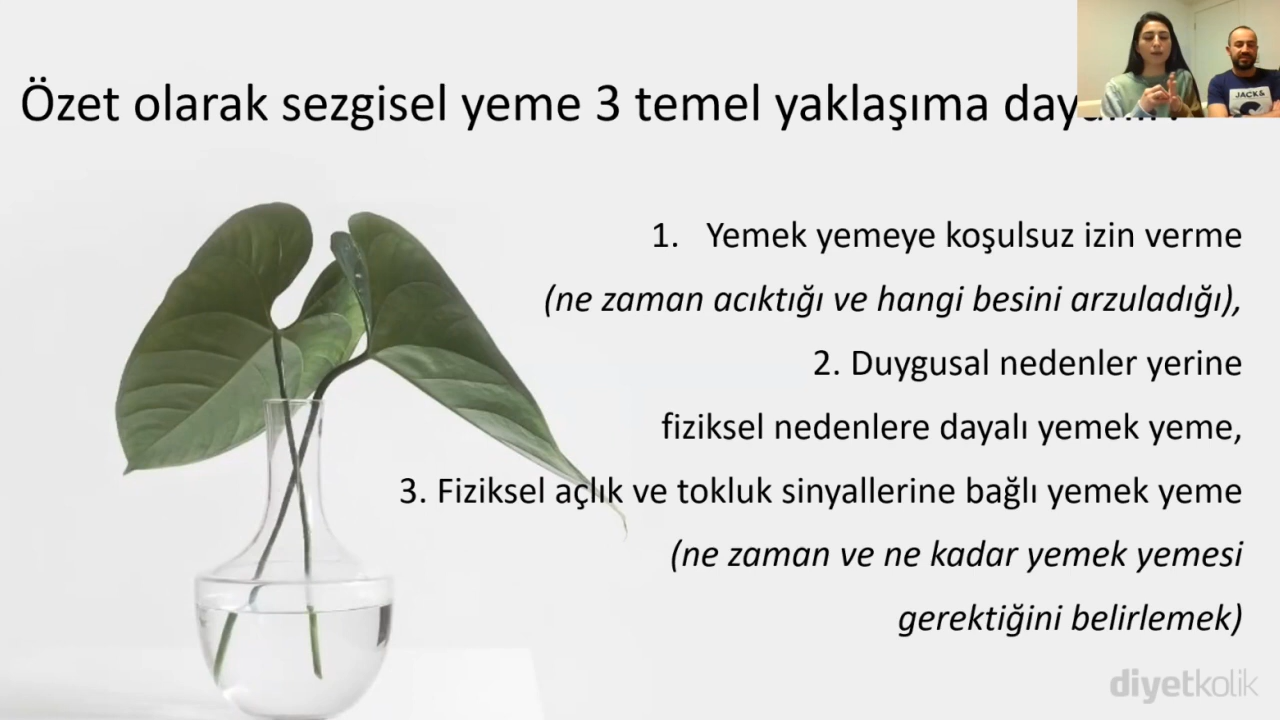 Özet olarak sezgisel yeme 3 temel yaklaşıma
1. Yemek yemeye koşulsuz izin verme
(ne zaman acıktığı ve hangi besini arzuladığı),
2. Duygusal nedenler yerine
fiziksel nedenlere dayalı yemek yeme,
3. Fiziksel açlık ve tokluk sinyallerine bağlı yemek yeme
(ne zaman ve ne kadar yemek yemesi
gerektiğini belirlemek)
diyetkolik
JACK&